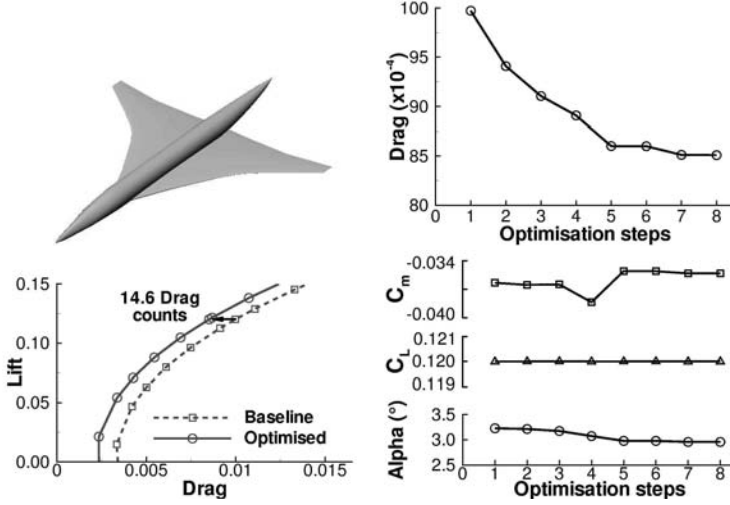 100
95
90
85
80
Drag (x10⁻⁴)
0 1 2 3 4 5 6 7 8
Optimisation steps
0.15
0.10
0.05
0.00
Lift
14.6 Drag
counts
Baseline
Optimised
0 0.005 0.01 0.015
Drag
-0.034
-0.040
Cm
0.121
0.120
0.119
CL
3.5
3.0
2.5
Alpha (°)
0 1 2 3 4 5 6 7 8
Optimisation steps